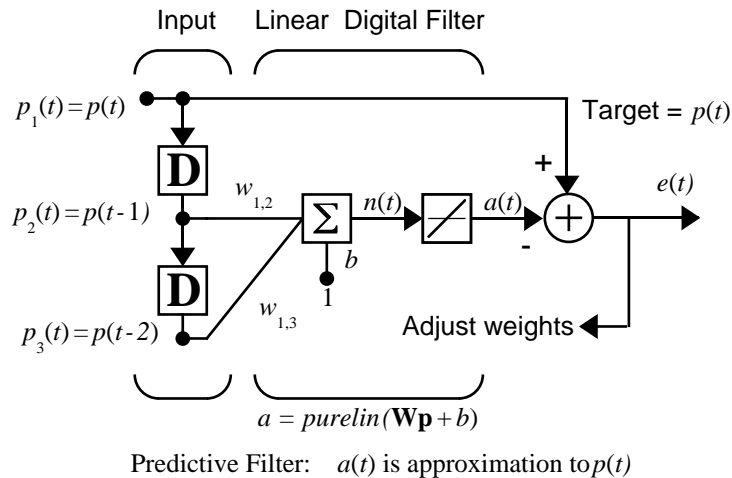 Input Linear Digital Filter
p1(t)=p(t)
Target = p(t)
D
+
e(t)
w1,2
n(t)
a(t)
p2(t)=p(t-1)
Σ
+
-
b
D
1
w1,3
Adjust weights
p3(t)=p(t-2)
a = purelin(Wp+b)
Predictive Filter: a(t) is approximation to p(t)